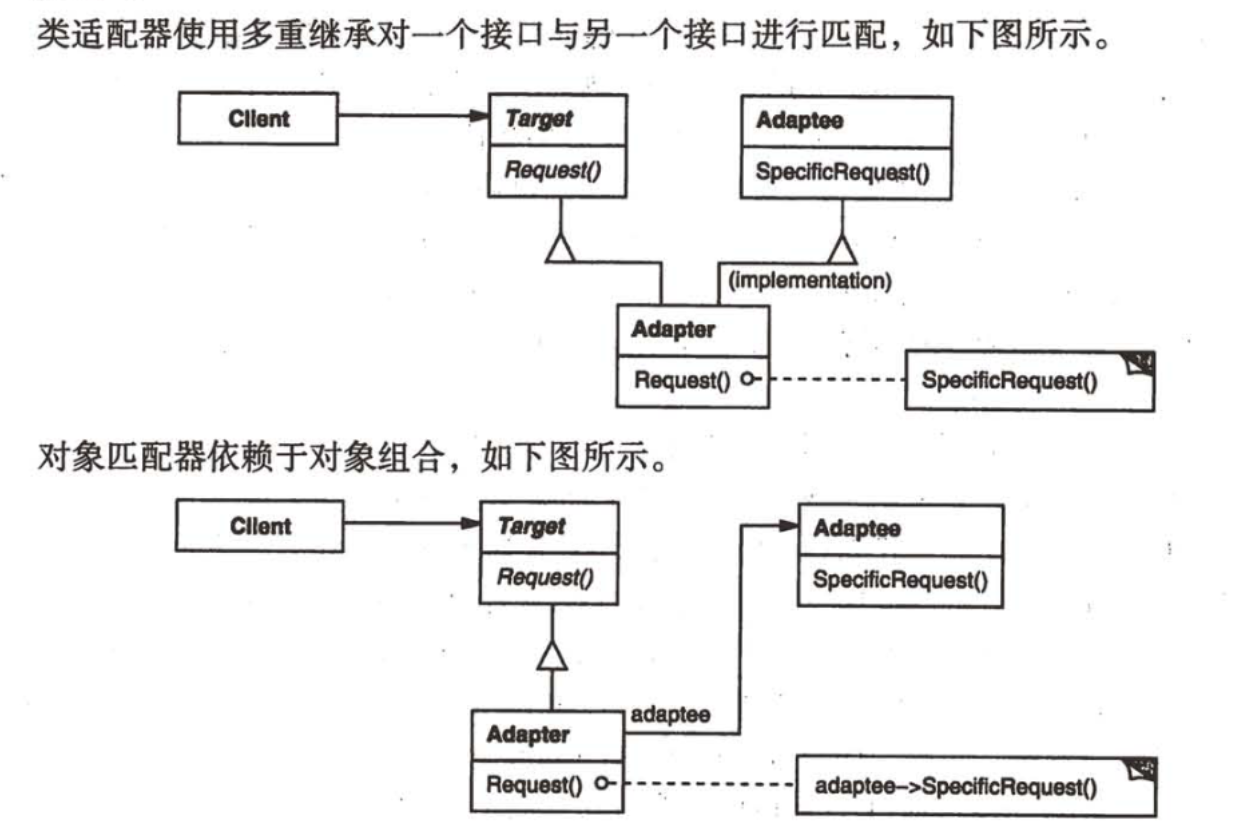 类适配器使用多重继承对一个接口与另一个接口进行匹配，如下图所示。
Client
Target
Request()
Adaptee
SpecificRequest()
(implementation)
Adapter
Request()
SpecificRequest()
对象匹配器依赖于对象组合，如下图所示。
Client
Target
Request()
Adaptee
SpecificRequest()
adaptee
Adapter
Request()
adaptee->SpecificRequest()